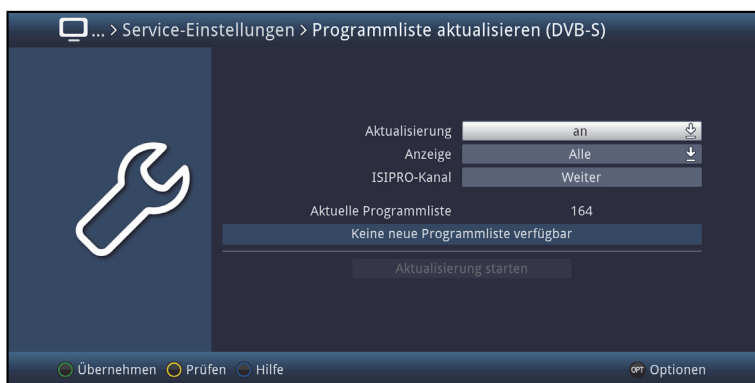 ... > Service-Einstellungen > Programmliste aktualisieren (DVB-S)
Aktualisierung an
Anzeige Alle
ISIPRO-Kanal Weiter
Aktuelle Programmliste 164
Keine neue Programmliste verfügbar
Aktualisierung starten
Übernehmen Prüfen Hilfe OPT Optionen